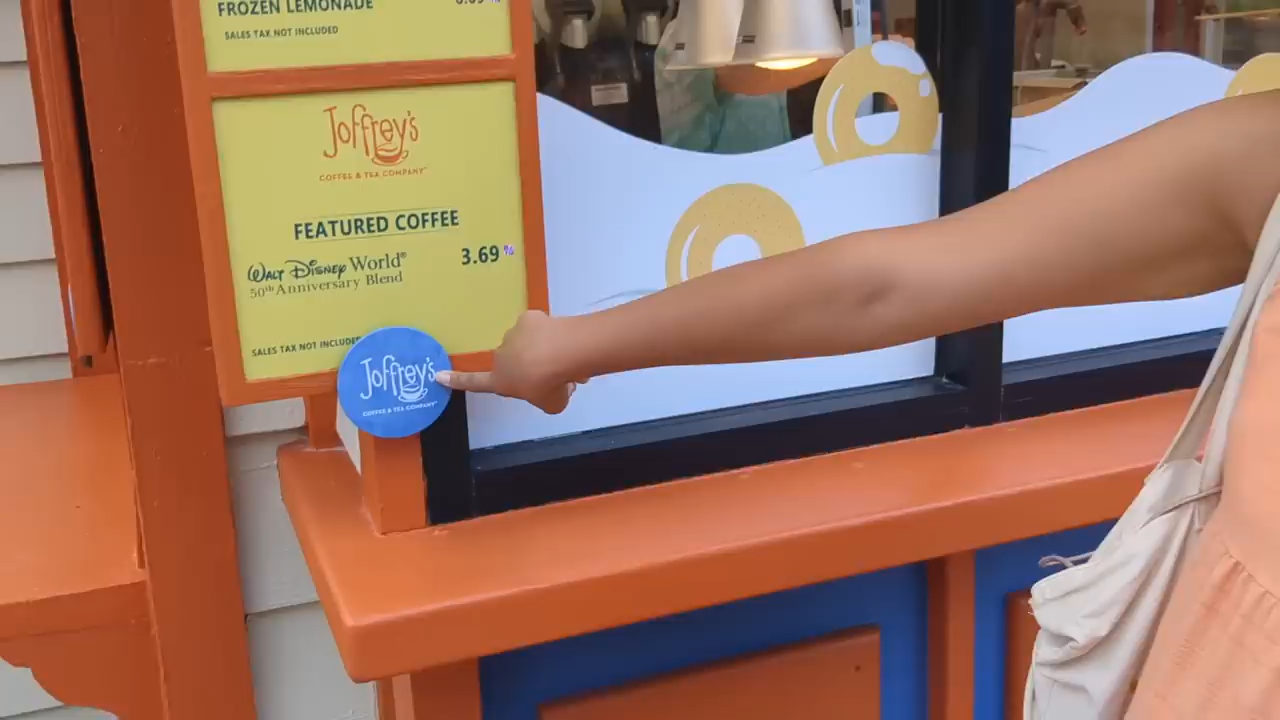 FROZEN LEMONADE
SALES TAX NOT INCLUDED
Joffrey's
COFFEE & TEA COMPANY
FEATURED COFFEE
Walt Disney World® 3.69
50th Anniversary Blend
SALES TAX NOT INCLUDED
Joffrey's
COFFEE & TEA COMPANY